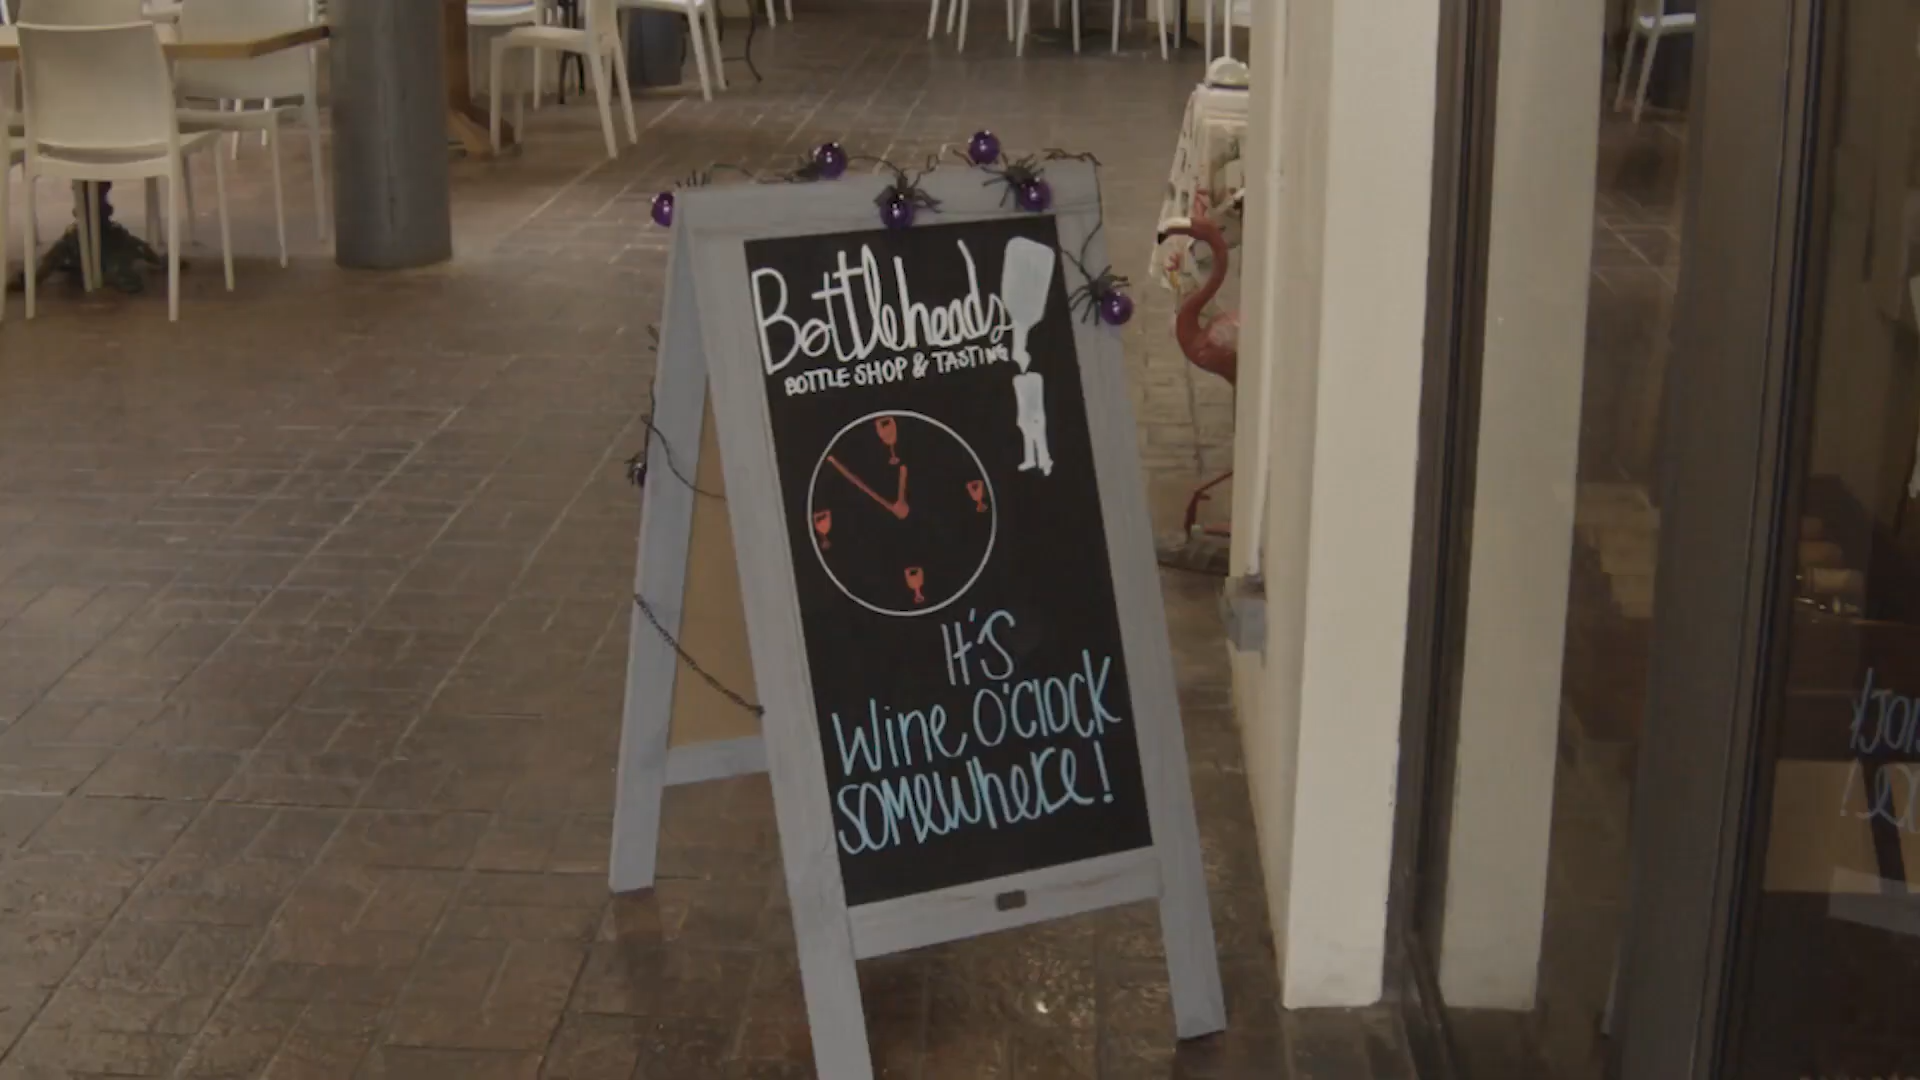 Bottleheads
BOTTLE SHOP & TASTING
It's
Wine O'Clock
somewhere!